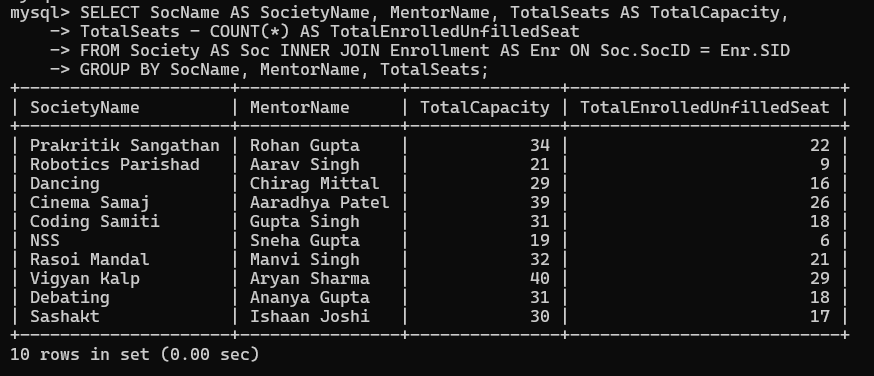 mysql> SELECT SocName AS SocietyName, MentorName, TotalSeats AS TotalCapacity,
    -> TotalSeats - COUNT(*) AS TotalEnrolledUnfilledSeat
    -> FROM Society AS Soc INNER JOIN Enrollment AS Enr ON Soc.SocID = Enr.SID
    -> GROUP BY SocName, MentorName, TotalSeats;
+---------------------+----------------+---------------+---------------------------+
| SocietyName         | MentorName     | TotalCapacity | TotalEnrolledUnfilledSeat |
+---------------------+----------------+---------------+---------------------------+
| Prakritik Sangathan | Rohan Gupta    |            34 |                        22 |
| Robotics Parishad   | Aarav Singh    |            21 |                         9 |
| Dancing             | Chirag Mittal  |            29 |                        16 |
| Cinema Samaj        | Aaradhya Patel |            39 |                        26 |
| Coding Samiti       | Gupta Singh    |            31 |                        18 |
| NSS                 | Sneha Gupta    |            19 |                         6 |
| Rasoi Mandal        | Manvi Singh    |            32 |                        21 |
| Vigyan Kalp         | Aryan Sharma   |            40 |                        29 |
| Debating            | Ananya Gupta   |            31 |                        18 |
| Sashakt             | Ishaan Joshi   |            30 |                        17 |
+---------------------+----------------+---------------+---------------------------+
10 rows in set (0.00 sec)